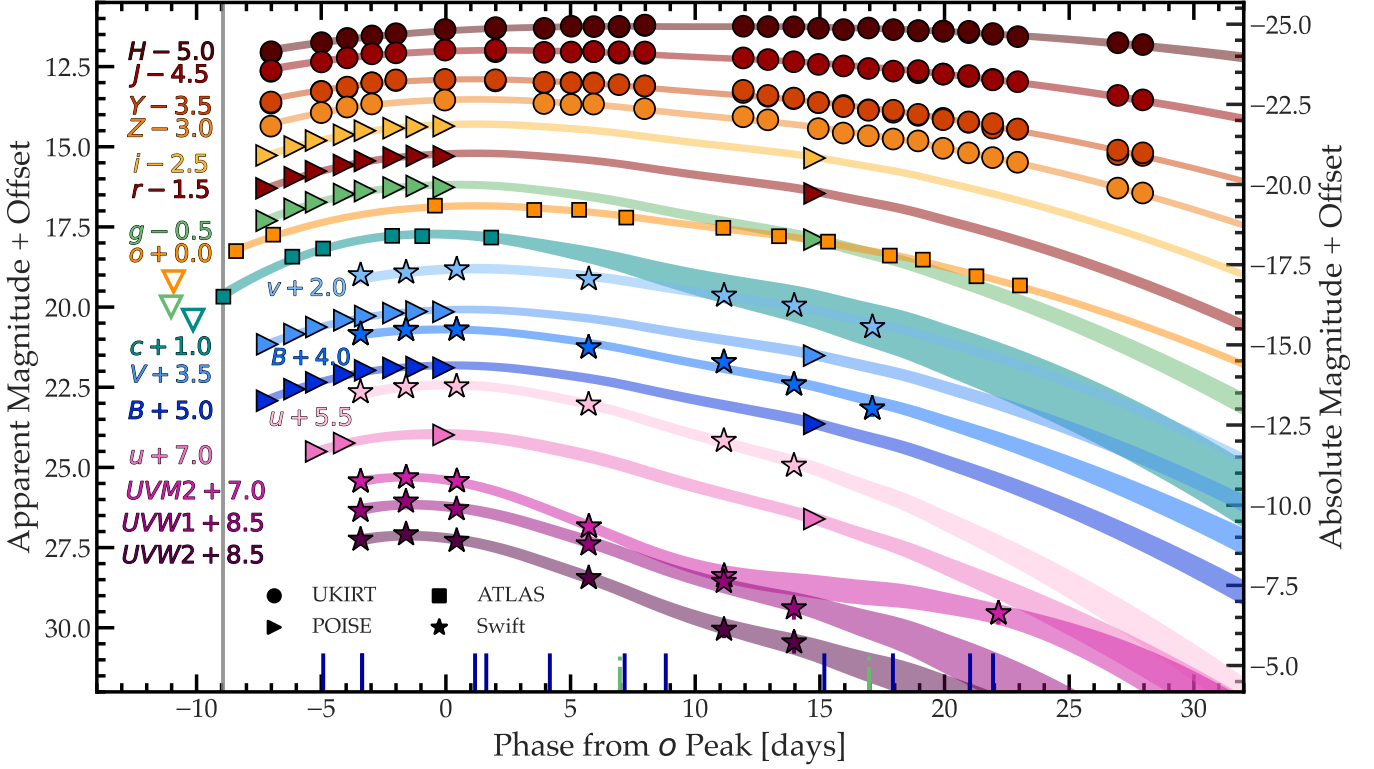 Apparent Magnitude + Offset
12.5
15.0
17.5
20.0
22.5
25.0
27.5
30.0
H − 5.0
J − 4.5
Y − 3.5
Z − 3.0
i − 2.5
r − 1.5
g − 0.5
o + 0.0
v + 2.0
c + 1.0
B + 4.0
V + 3.5
B + 5.0
u + 5.5
u + 7.0
UVM2 + 7.0
UVW1 + 8.5
UVW2 + 8.5
UKIRT
ATLAS
POISE
Swift
−25.0
−22.5
−20.0
−17.5
−15.0
−12.5
−10.0
−7.5
−5.0
Absolute Magnitude + Offset
−10
−5
0
5
10
15
20
25
30
Phase from o Peak [days]